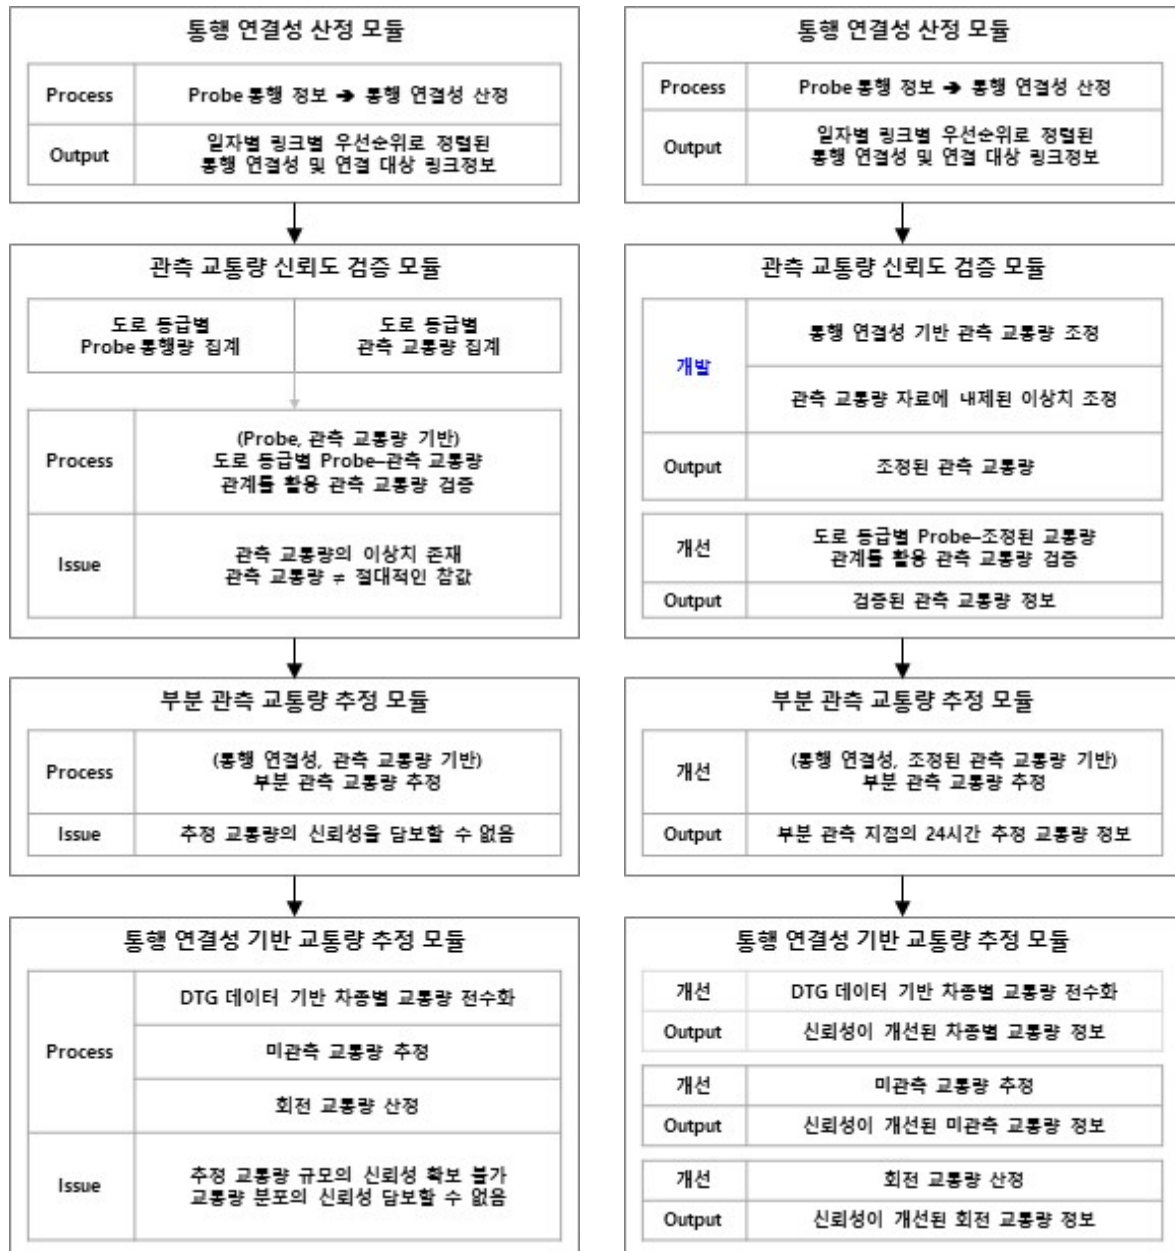 통행 연결성 산정 모듈
Process
Probe 통행 정보 ➔ 통행 연결성 산정
Output
일자별 링크별 우선순위로 정렬된
통행 연결성 및 연결 대상 링크정보
관측 교통량 신뢰도 검증 모듈
도로 등급별
Probe 통행량 집계
도로 등급별
관측 교통량 집계
Process
(Probe, 관측 교통량 기반)
도로 등급별 Probe–관측 교통량
관계를 활용 관측 교통량 검증
Issue
관측 교통량의 이상치 존재
관측 교통량 ≠ 절대적인 참값
부분 관측 교통량 추정 모듈
Process
(통행 연결성, 관측 교통량 기반)
부분 관측 교통량 추정
Issue
추정 교통량의 신뢰성을 담보할 수 없음
통행 연결성 기반 교통량 추정 모듈
Process
DTG 데이터 기반 차종별 교통량 전수화
미관측 교통량 추정
회전 교통량 산정
Issue
추정 교통량 규모의 신뢰성 확보 불가
교통량 분포의 신뢰성 담보할 수 없음
통행 연결성 산정 모듈
Process
Probe 통행 정보 ➔ 통행 연결성 산정
Output
일자별 링크별 우선순위로 정렬된
통행 연결성 및 연결 대상 링크정보
관측 교통량 신뢰도 검증 모듈
개발
통행 연결성 기반 관측 교통량 조정
관측 교통량 자료에 내제된 이상치 조정
Output
조정된 관측 교통량
개선
도로 등급별 Probe–조정된 교통량
관계를 활용 관측 교통량 검증
Output
검증된 관측 교통량 정보
부분 관측 교통량 추정 모듈
개선
(통행 연결성, 조정된 관측 교통량 기반)
부분 관측 교통량 추정
Output
부분 관측 지점의 24시간 추정 교통량 정보
통행 연결성 기반 교통량 추정 모듈
개선
DTG 데이터 기반 차종별 교통량 전수화
Output
신뢰성이 개선된 차종별 교통량 정보
개선
미관측 교통량 추정
Output
신뢰성이 개선된 미관측 교통량 정보
개선
회전 교통량 산정
Output
신뢰성이 개선된 회전 교통량 정보